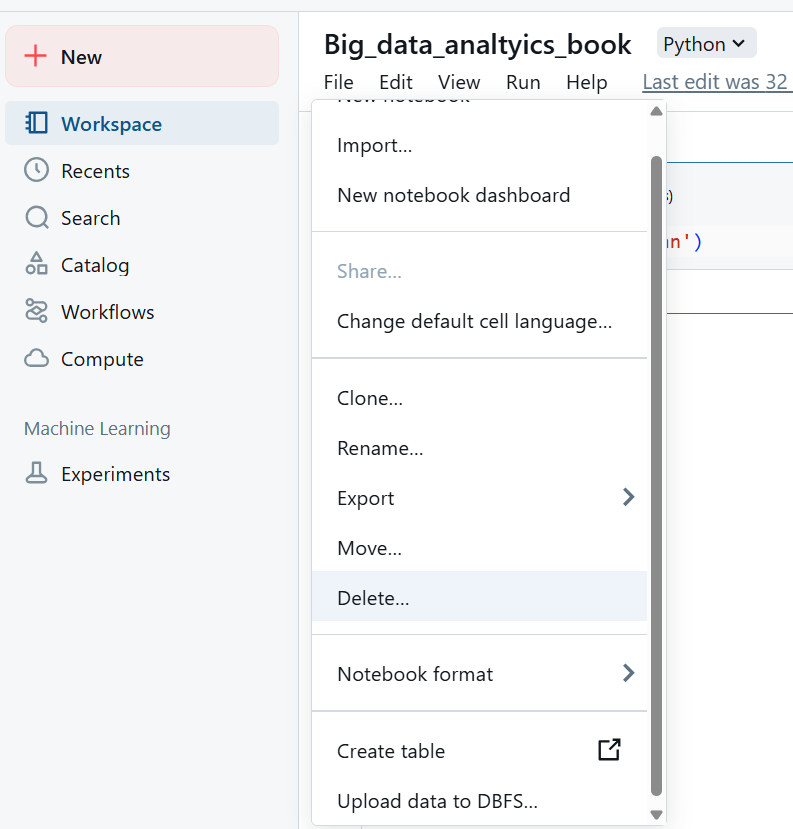 New
Workspace
Recents
Search
Catalog
Workflows
Compute
Machine Learning
Experiments
Big_data_analtyics_book
Python
File Edit View Run Help Last edit was 32
New notebook
Import...
New notebook dashboard
Share...
Change default cell language...
Clone...
Rename...
Export
Move...
Delete...
Notebook format
Create table
Upload data to DBFS...
n')